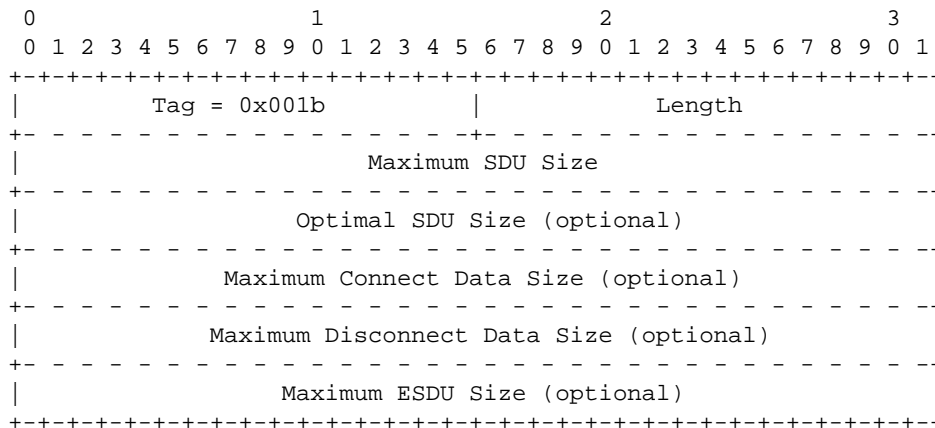 0                   1                   2                   3
0 1 2 3 4 5 6 7 8 9 0 1 2 3 4 5 6 7 8 9 0 1 2 3 4 5 6 7 8 9 0 1
+-+-+-+-+-+-+-+-+-+-+-+-+-+-+-+-+-+-+-+-+-+-+-+-+-+-+-+-+-+-+-+-
|         Tag = 0x001b          |            Length
+- - - - - - - - - - - - - - - -+- - - - - - - - - - - - - - - -
|                        Maximum SDU Size
+- - - - - - - - - - - - - - - - - - - - - - - - - - - - - - - -
|                   Optimal SDU Size (optional)
+- - - - - - - - - - - - - - - - - - - - - - - - - - - - - - - -
|              Maximum Connect Data Size (optional)
+- - - - - - - - - - - - - - - - - - - - - - - - - - - - - - - -
|             Maximum Disconnect Data Size (optional)
+- - - - - - - - - - - - - - - - - - - - - - - - - - - - - - - -
|                  Maximum ESDU Size (optional)
+-+-+-+-+-+-+-+-+-+-+-+-+-+-+-+-+-+-+-+-+-+-+-+-+-+-+-+-+-+-+-+-